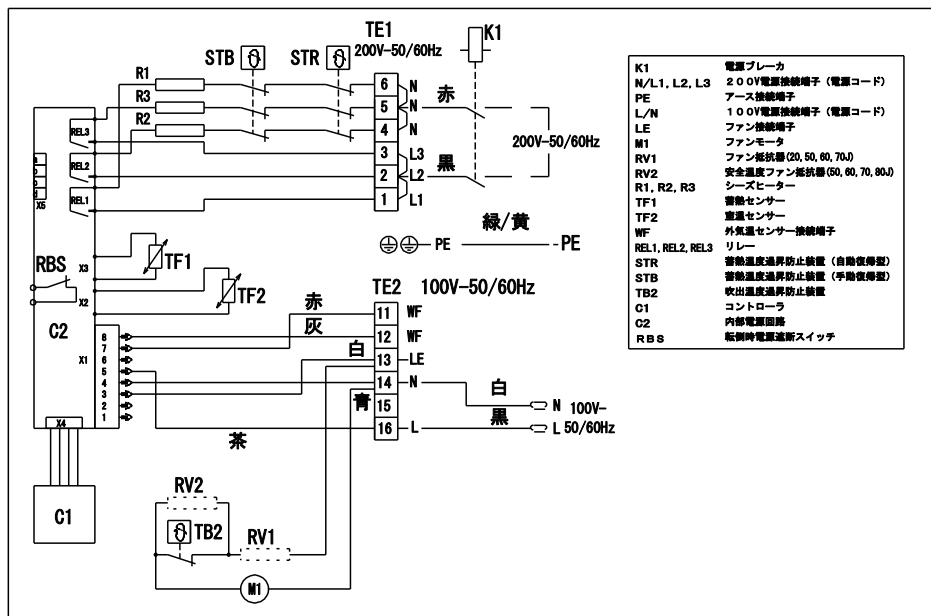 TE1
200V-50/60Hz
K1
STB
STR
R1
R3
R2
6
N
5
N
4
N
3
L3
2
L2
1
L1
赤
黒
200V-50/60Hz
緑/黄
PE
PE
REL3
REL2
REL1
X5
RBS
X3
X2
C2
TF1
TF2
TE2 100V-50/60Hz
赤
灰
白
青
茶
11
WF
12
WF
13
LE
14
N
15
16
L
白
黒
N
L
100V-
50/60Hz
X1
8
7
6
5
4
3
2
1
X4
C1
RV2
TB2
RV1
M1
K1 電源ブレーカ
N/L1, L2, L3 200V電源接続端子 (電源コード)
PE アース接続端子
L/N 100V電源接続端子 (電源コード)
LE ファン接続端子
M1 ファンモータ
RV1 ファン抵抗器(20, 50, 60, 70J)
RV2 安全温度ファン抵抗器(50, 60, 70, 80J)
R1, R2, R3 シーズヒーター
TF1 蓄熱センサー
TF2 室温センサー
WF 外気温センサー接続端子
REL1, REL2, REL3 リレー
STR 蓄熱温度過昇防止装置 (自動復帰型)
STB 蓄熱温度過昇防止装置 (手動復帰型)
TB2 吹出温度過昇防止装置
C1 コントローラ
C2 内部電源回路
RBS 転倒時電源遮断スイッチ